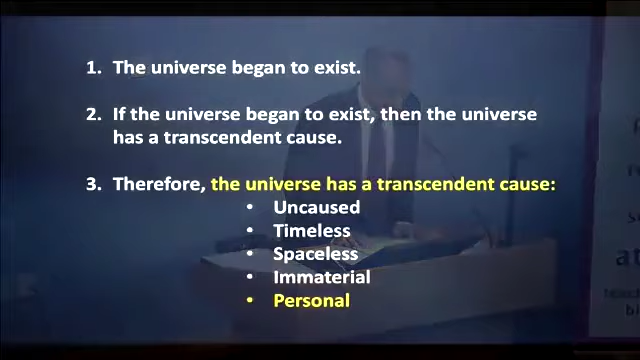 1. The universe began to exist.
2. If the universe began to exist, then the universe
has a transcendent cause.
3. Therefore, the universe has a transcendent cause:
• Uncaused
• Timeless
• Spaceless
• Immaterial
• Personal